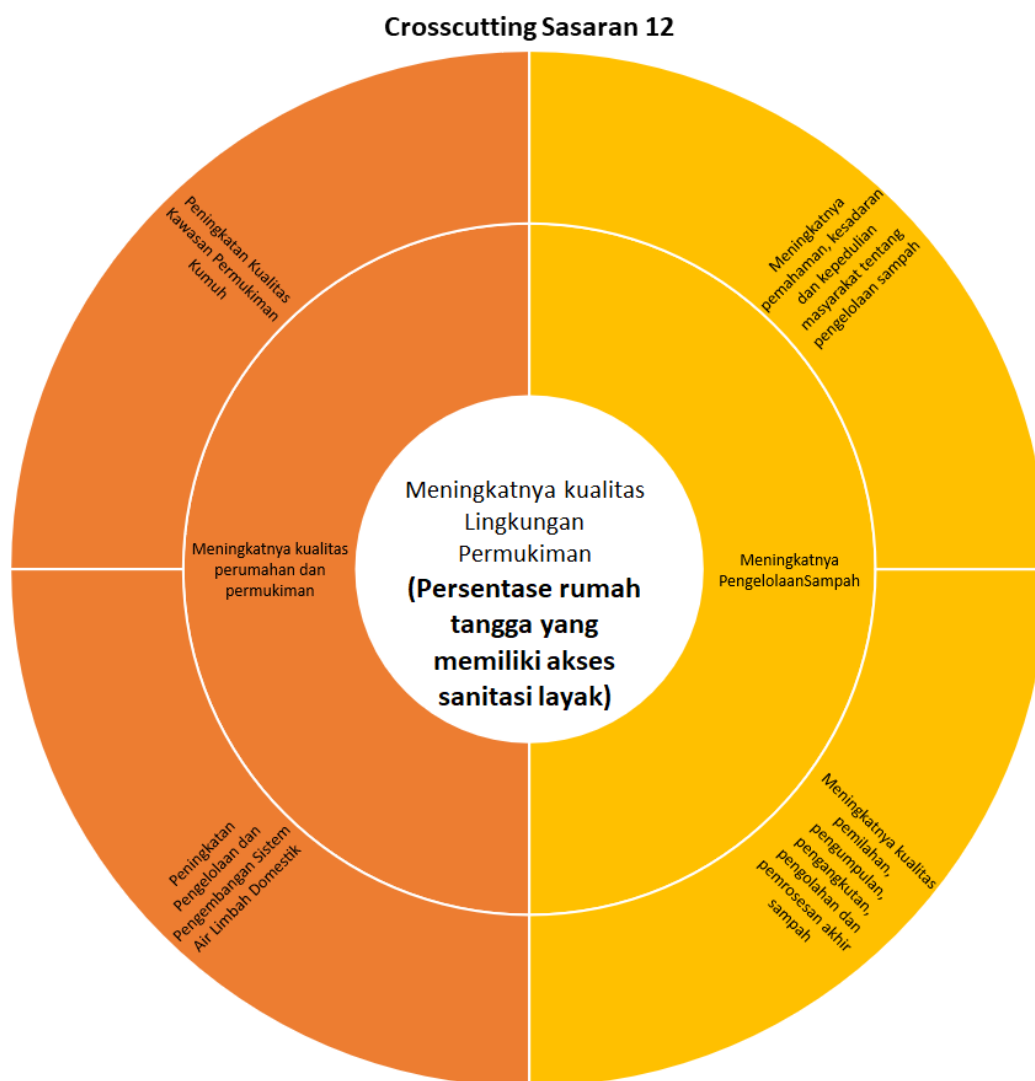 Crosscutting Sasaran 12
Peningkatan Kualitas
Kawasan Permukiman
Kumuh
Meningkatnya
pemahaman, kesadaran
dan kepedulian
masyarakat tentang
pengelolaan sampah
Meningkatnya kualitas
perumahan dan
permukiman
Meningkatnya kualitas
Lingkungan
Permukiman
(Persentase rumah
tangga yang
memiliki akses
sanitasi layak)
Meningkatnya
PengelolaanSampah
Peningkatan
Pengelolaan dan
Pengembangan Sistem
Air Limbah Domestik
Meningkatnya kualitas
pemilahan,
pengumpulan,
pengangkutan,
pengolahan dan
pemrosesan akhir
sampah